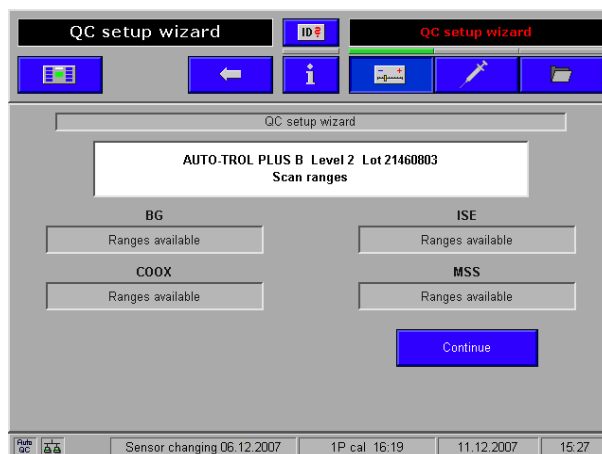 QC setup wizard
ID?
QC setup wizard
i
- +
QC setup wizard
AUTO-TROL PLUS B Level 2 Lot 21460803
Scan ranges
BG
ISE
Ranges available
Ranges available
COOX
MSS
Ranges available
Ranges available
Continue
Auto
QC
Sensor changing 06.12.2007
1P cal 16:19
11.12.2007
15:27